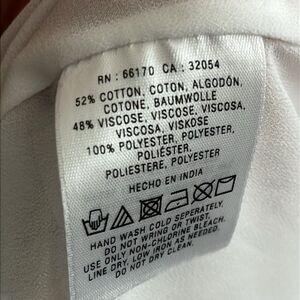 RN : 66170 CA : 32054
52% COTTON, COTON, ALGODÓN,
COTONE, BAUMWOLLE
48% VISCOSE, VISCOSE, VISCOSA,
VISCOSA, VISKOSE
100% POLYESTER, POLYESTER,
POLIÉSTER,
POLIESTERE, POLYESTER
HECHO EN INDIA
HAND WASH COLD SEPERATELY.
DO NOT WRING OR TWIST.
USE ONLY NON-CHLORINE BLEACH.
LINE DRY. LOW IRON AS NEEDED.
DO NOT DRY CLEAN